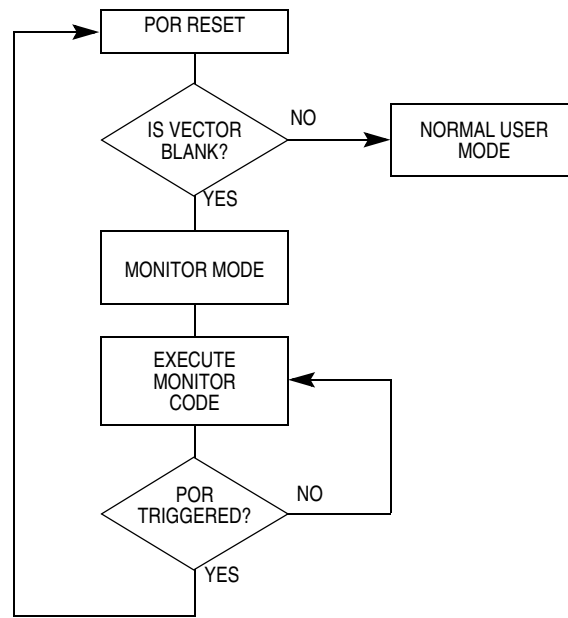 POR RESET
IS VECTOR
BLANK?
NO
NORMAL USER
MODE
YES
MONITOR MODE
EXECUTE
MONITOR
CODE
POR
TRIGGERED?
NO
YES